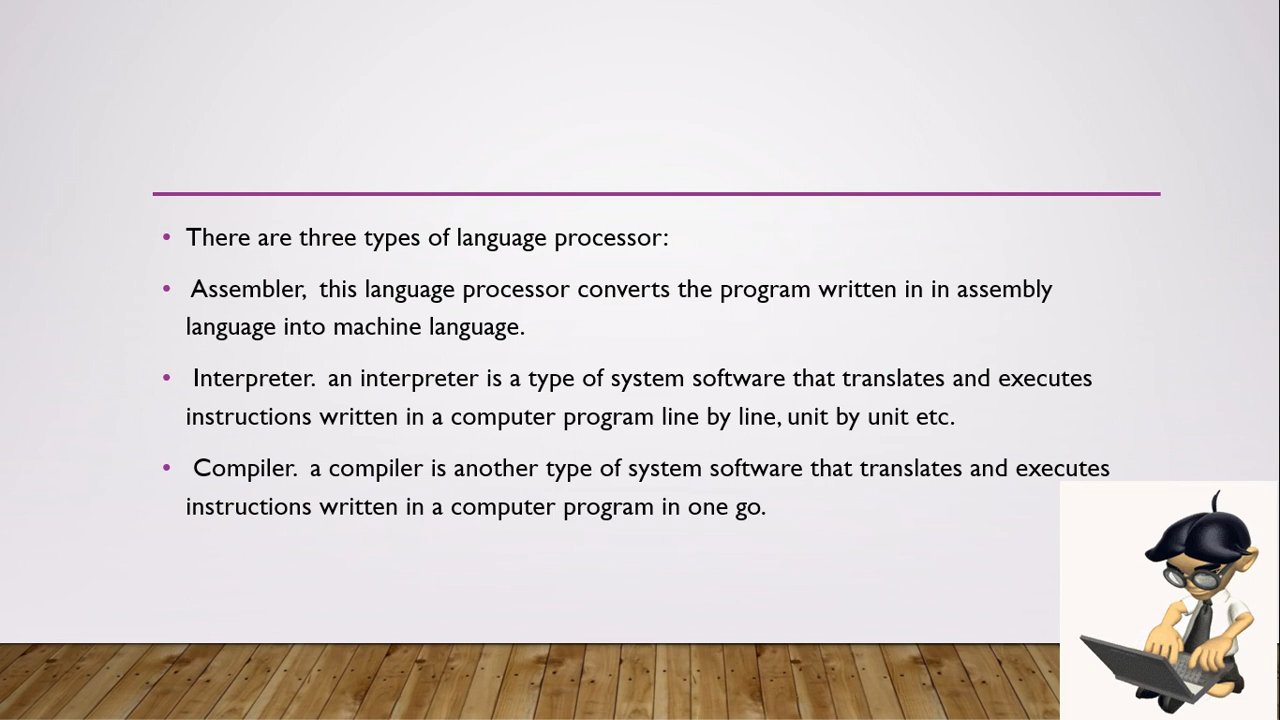 • There are three types of language processor:
• Assembler, this language processor converts the program written in in assembly
language into machine language.
• Interpreter. an interpreter is a type of system software that translates and executes
instructions written in a computer program line by line, unit by unit etc.
• Compiler. a compiler is another type of system software that translates and executes
instructions written in a computer program in one go.